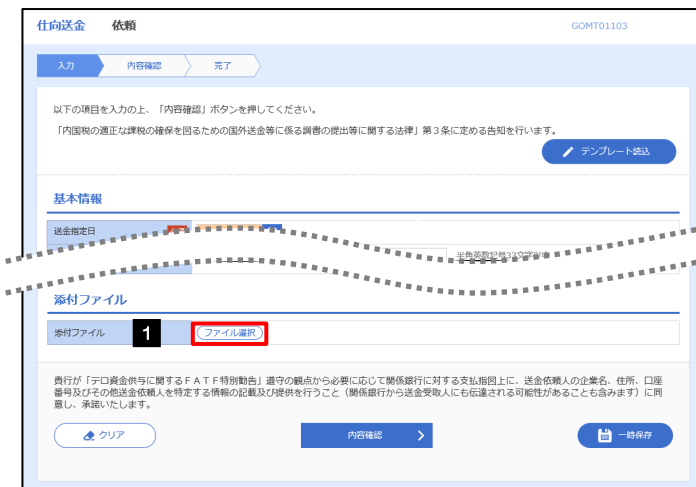 仕向送金 依頼 GOMT01103
入力 内容確認 完了
以下の項目を入力の上、「内容確認」ボタンを押してください。
「内国税の適正な課税の確保を図るための国外送金等に係る調書の提出等に関する法律」第3条に定める告知を行います。
テンプレート読込
基本情報
送金指定日
半角英数記号33文字以内
添付ファイル
添付ファイル 1 ファイル選択
貴行が「テロ資金供与に関するＦＡＴＦ特別勧告」遵守の観点から必要に応じて関係銀行に対する支払指図上に、送金依頼人の企業名、住所、口座
番号及びその他送金依頼人を特定する情報の記載及び提供を行うこと（関係銀行から送金受取人にも伝達される可能性があることも含みます）に同
意し、承諾いたします。
クリア 内容確認 一時保存